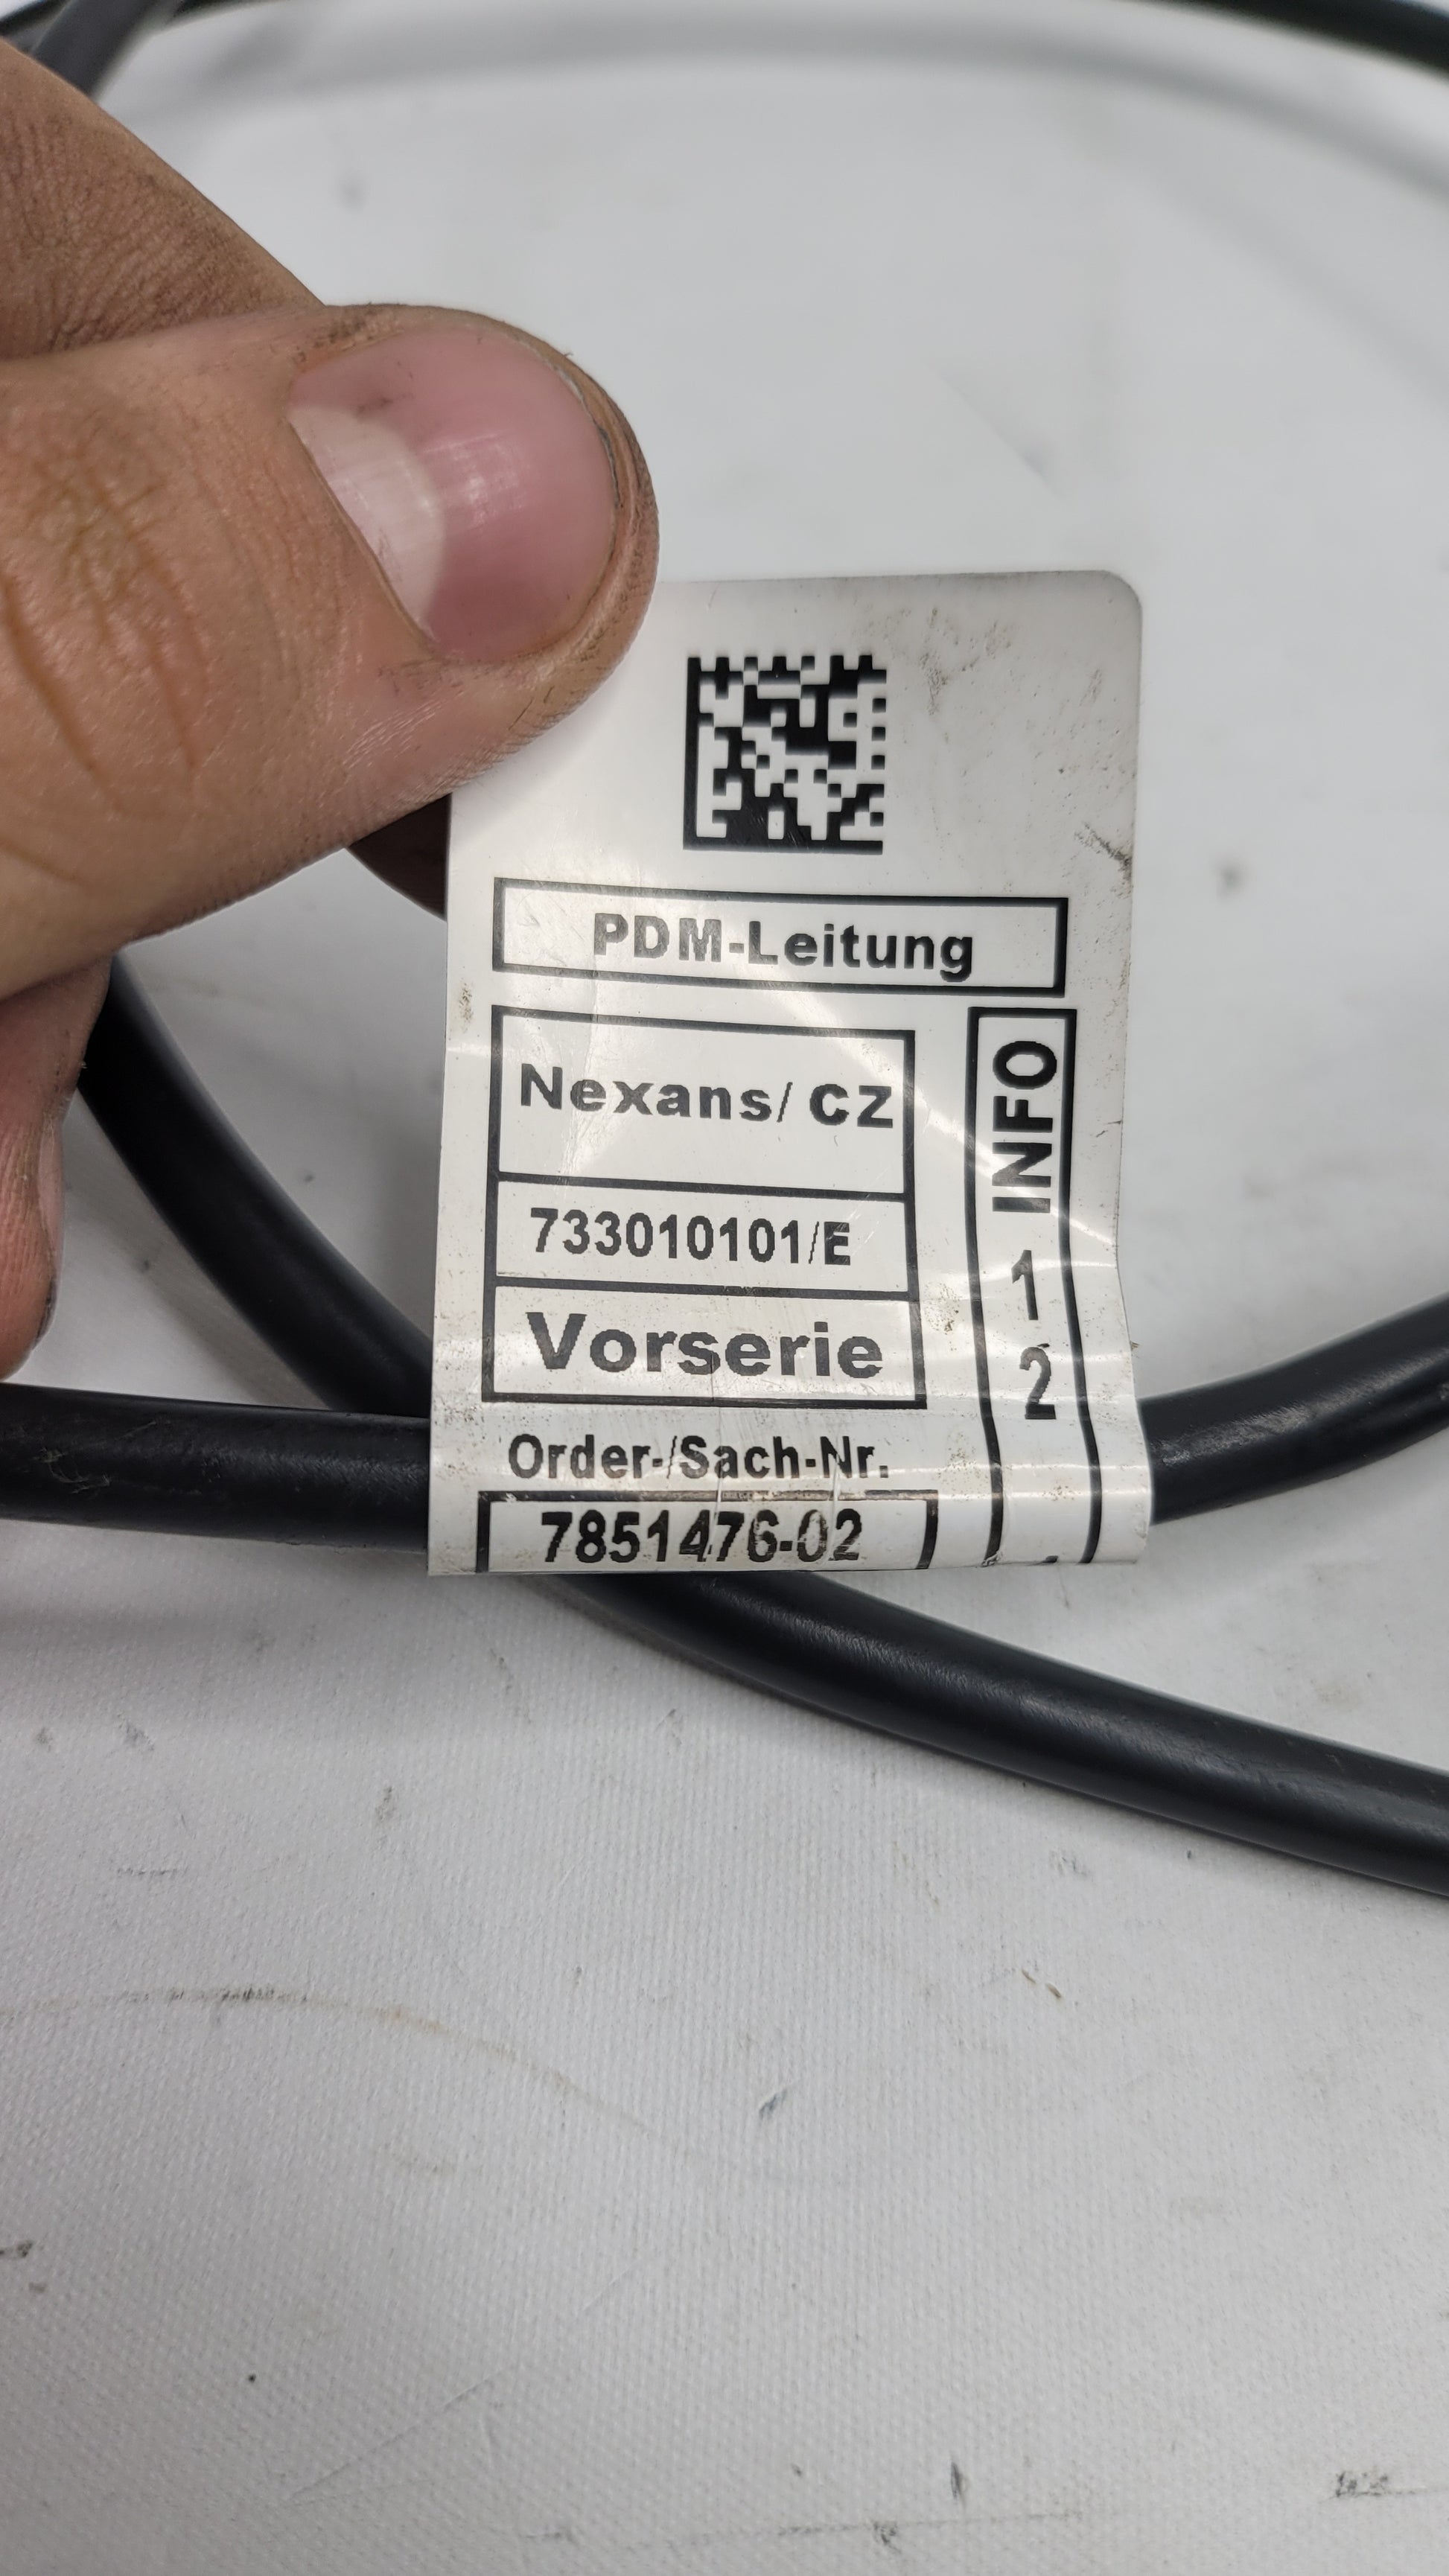 PDM-Leitung
Nexans/ CZ
733010101/E
Vorserie
Order-/Sach-Nr.
7851476-02
INFO
1
2